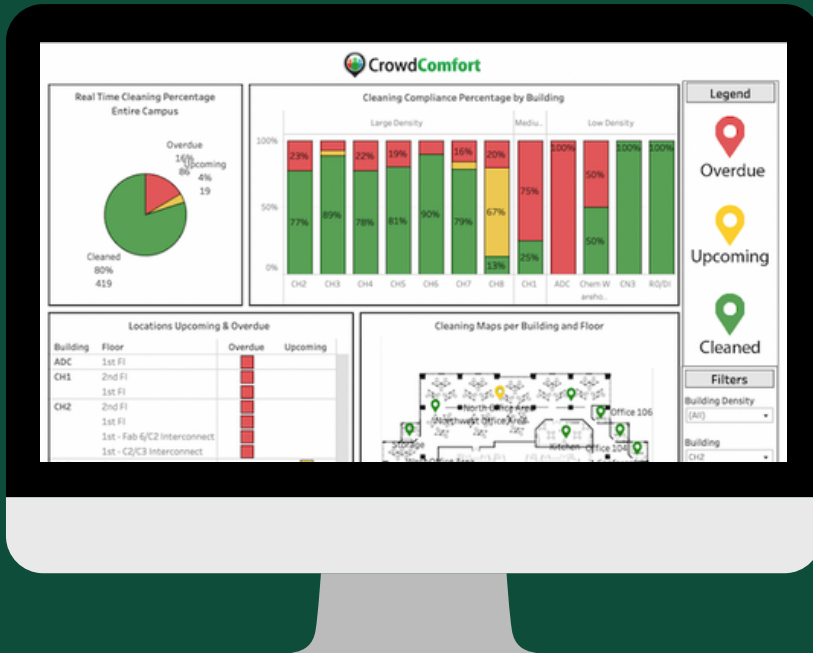 CrowdComfort
Real Time Cleaning Percentage
Entire Campus
Overdue
16%
86
Upcoming
4%
19
Cleaned
80%
419
Cleaning Compliance Percentage by Building
Large Density
Mediu..
Low Density
100%
50%
0%
23%
77%
89%
22%
78%
19%
81%
90%
16%
79%
20%
67%
13%
75%
25%
100%
50%
50%
100%
100%
CH2
CH3
CH4
CH5
CH6
CH7
CH8
CH1
ADC
Chem W
areho..
CN3
RO/DI
Legend
Overdue
Upcoming
Cleaned
Filters
Building Density
(All)
Building
CH2
Locations Upcoming & Overdue
Building Floor Overdue Upcoming
ADC 1st Fl
CH1 2nd Fl
1st Fl
CH2 2nd Fl
1st Fl
1st - Fab 6/C2 Interconnect
1st - C2/C3 Interconnect
Cleaning Maps per Building and Floor
North Office Area
Northwest Office Area
Office 106
Storage
Kitchen
Office 104